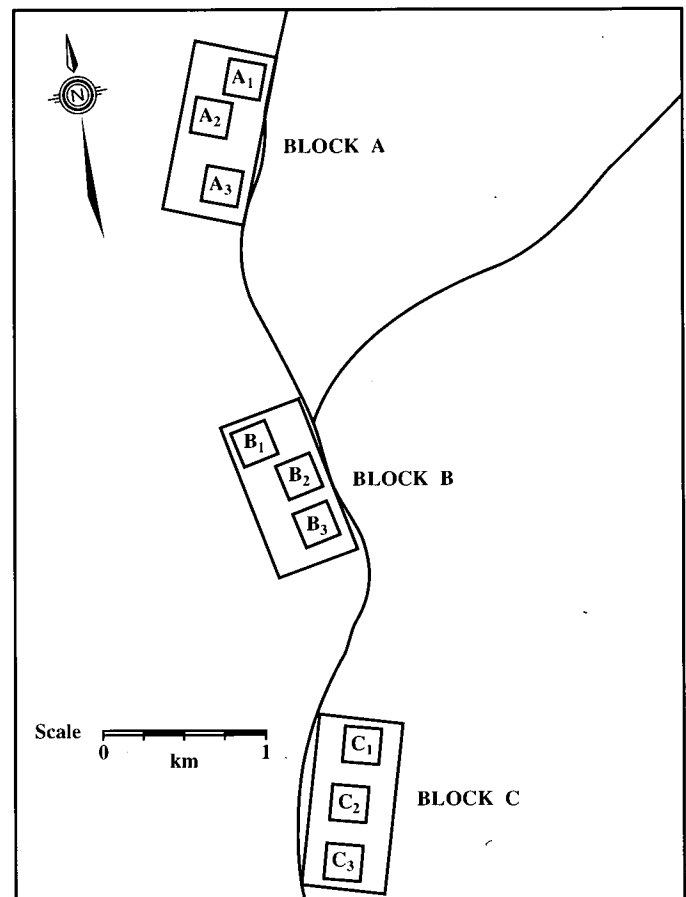 N
A₁
A₂
BLOCK A
A₃
B₁
B₂
BLOCK B
B₃
Scale
0
1
km
C₁
C₂
BLOCK C
C₃